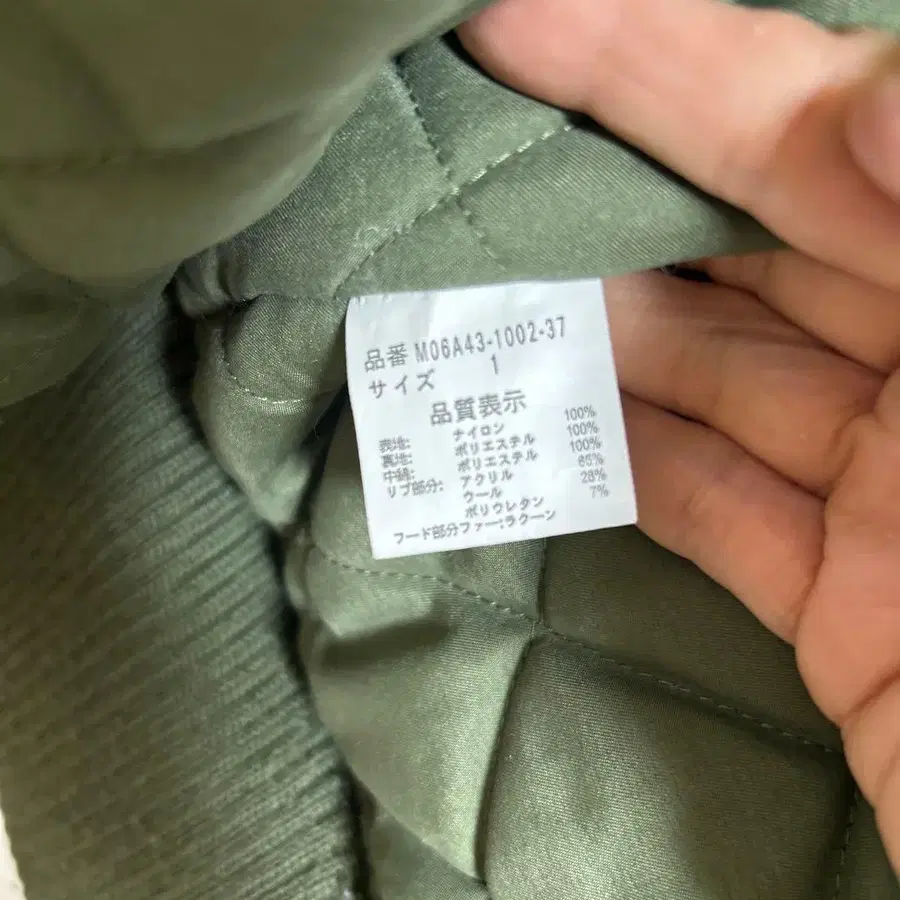 品番 M06A43-1002-37
サイズ 1
品質表示
表地: ナイロン 100%
裏地: ポリエステル 100%
中綿: ポリエステル 100%
リブ部分: アクリル 65%
ウール 28%
ポリウレタン 7%
フード部分ファー:ラクーン